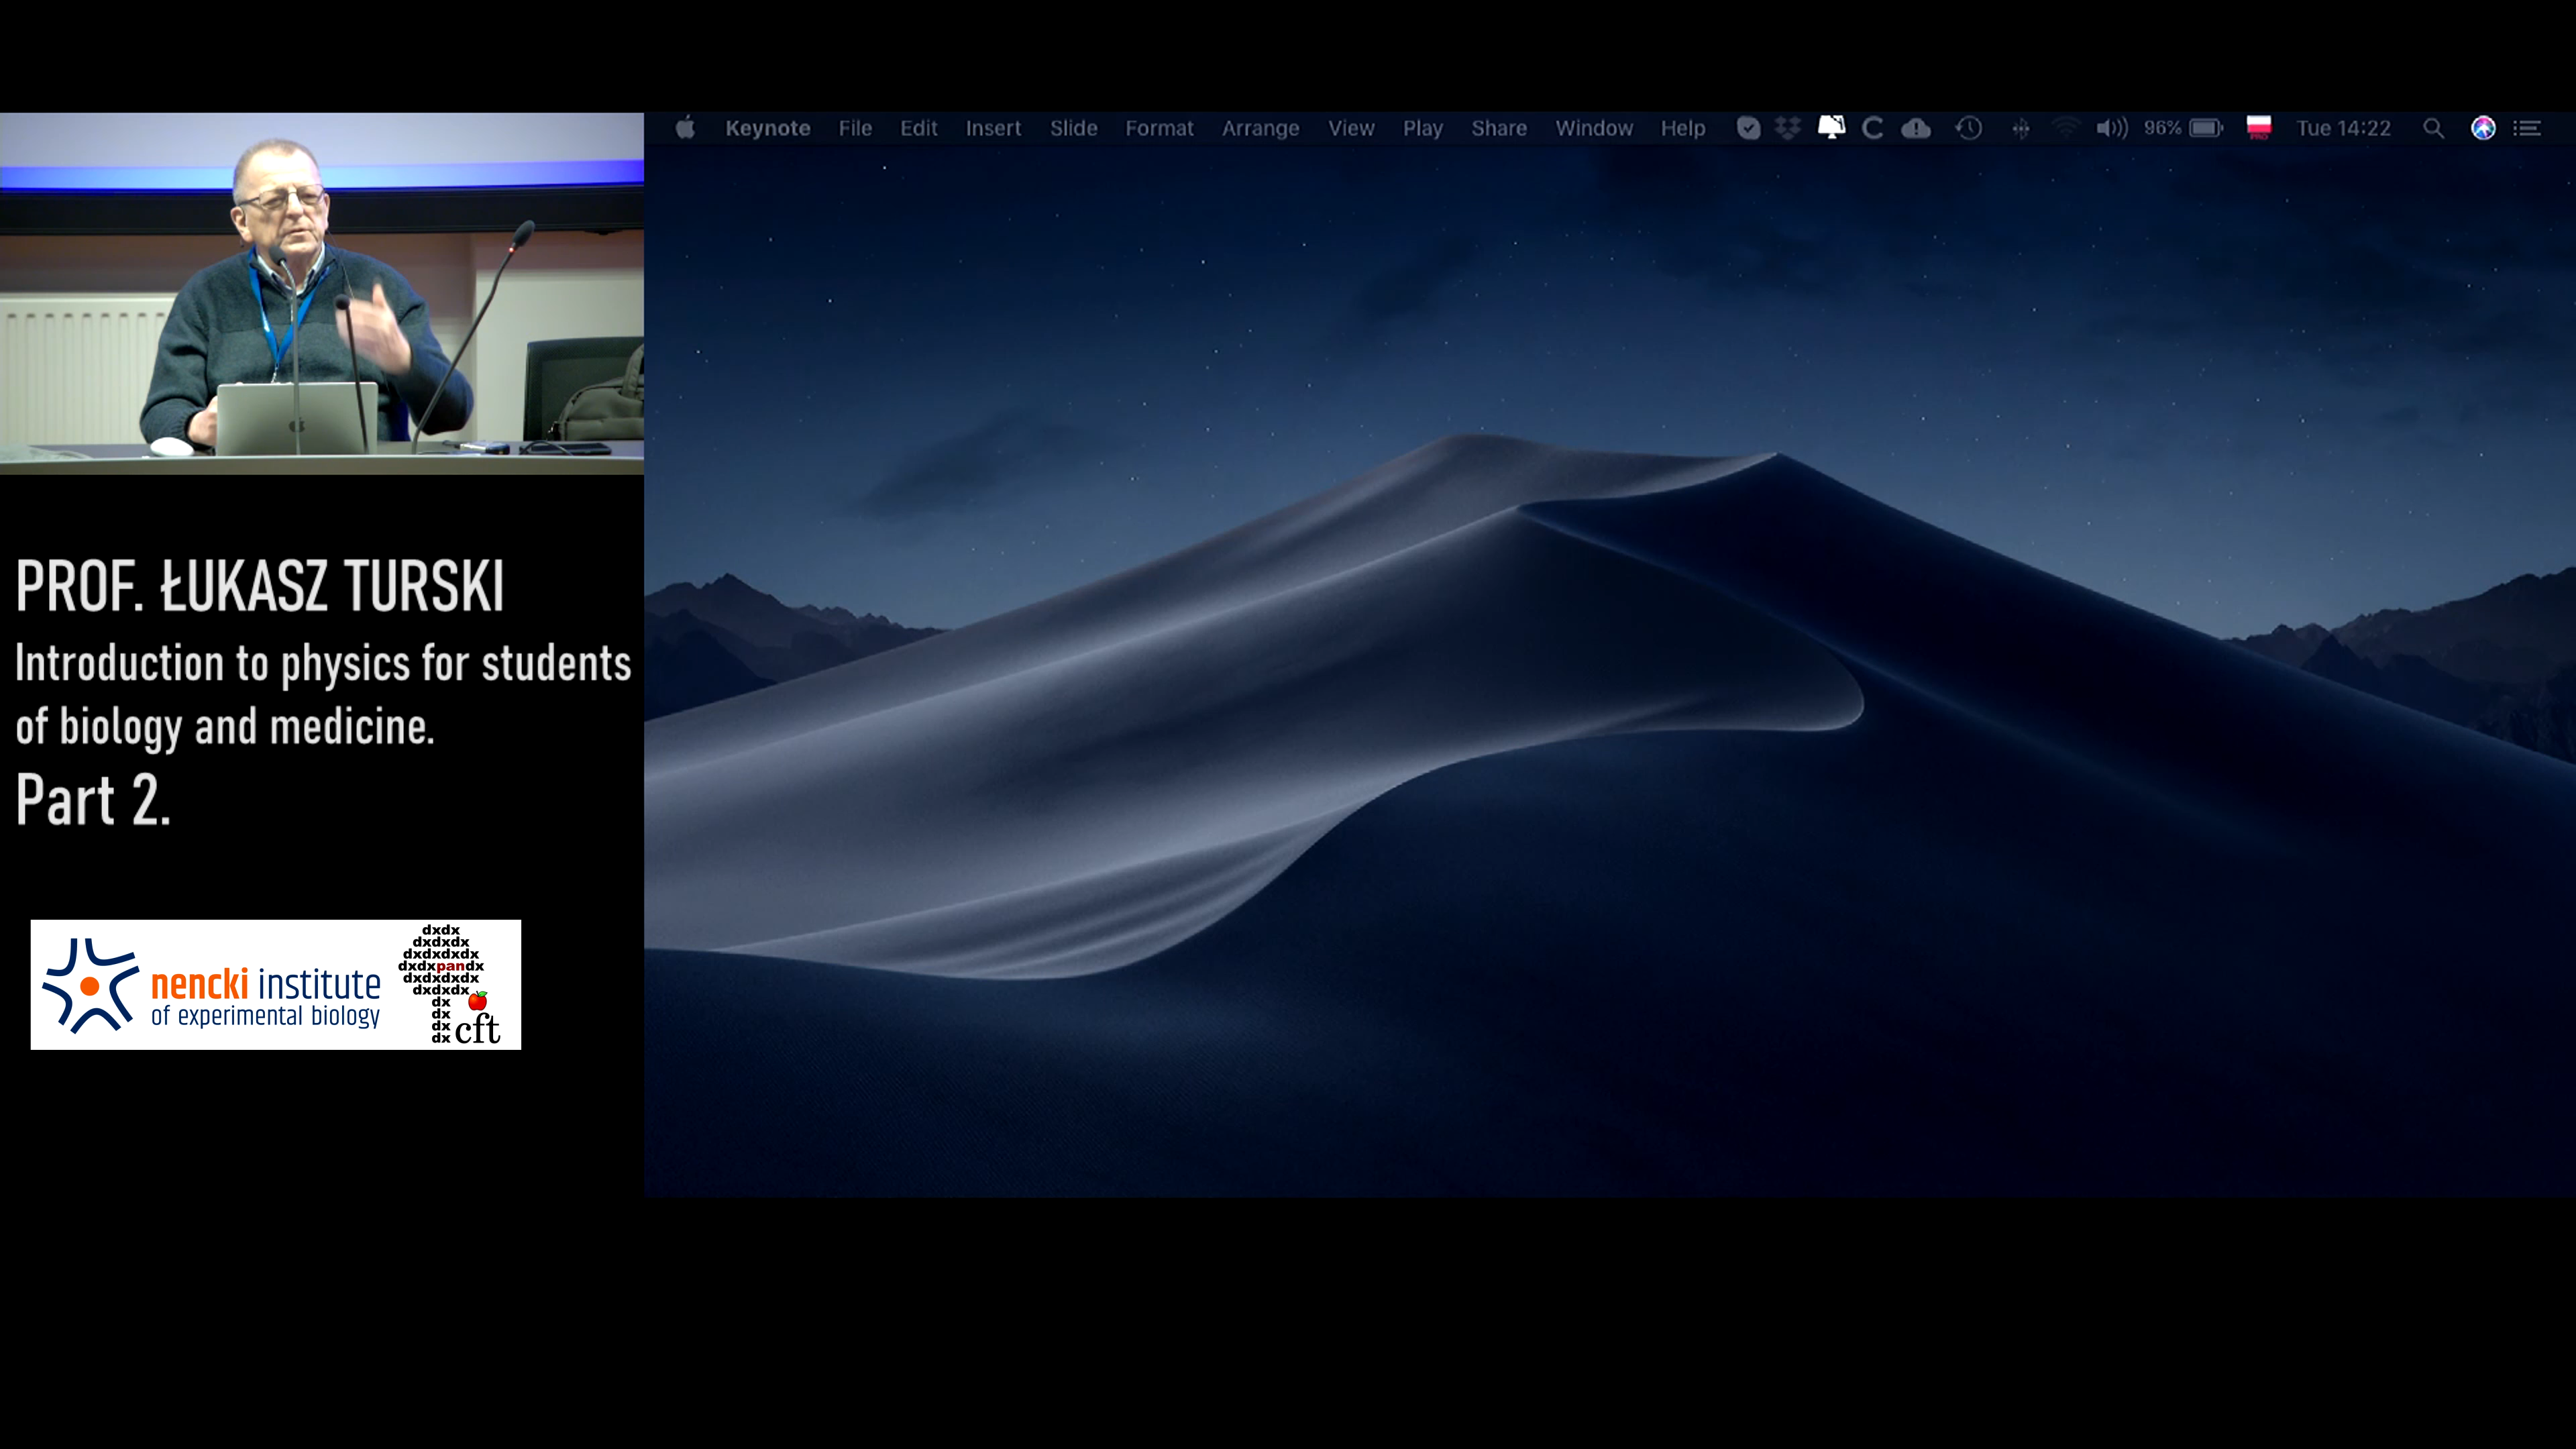 Keynote File Edit Insert Slide Format Arrange View Play Share Window Help 96% Tue 14:22
PROF. ŁUKASZ TURSKI
Introduction to physics for students
of biology and medicine.
Part 2.
nencki institute
of experimental biology
dxdx
dxdxdx
dxdxdxdx
dxdxpandx
dxdxdxdx
dxdxdx
dx
dx
dx
dx cft